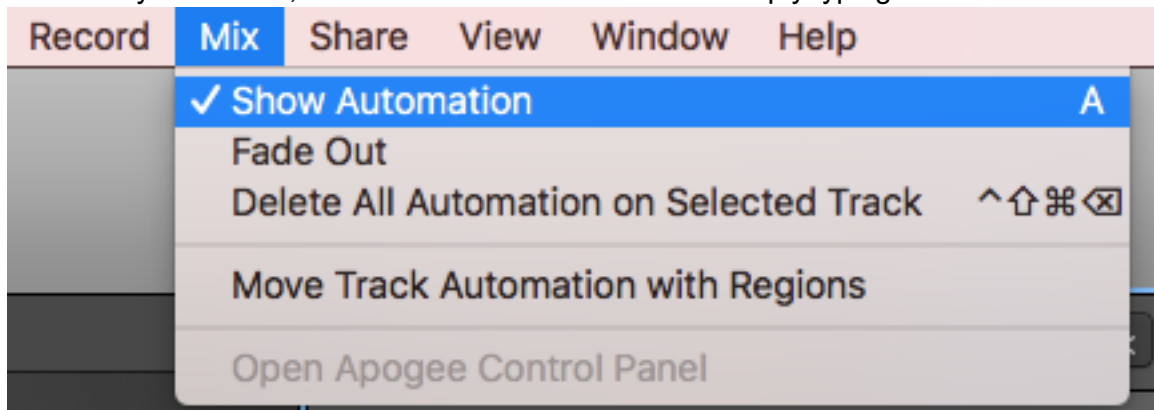 Record Mix Share View Window Help
✓ Show Automation A
Fade Out
Delete All Automation on Selected Track ^⇧⌘⌫
Move Track Automation with Regions
Open Apogee Control Panel